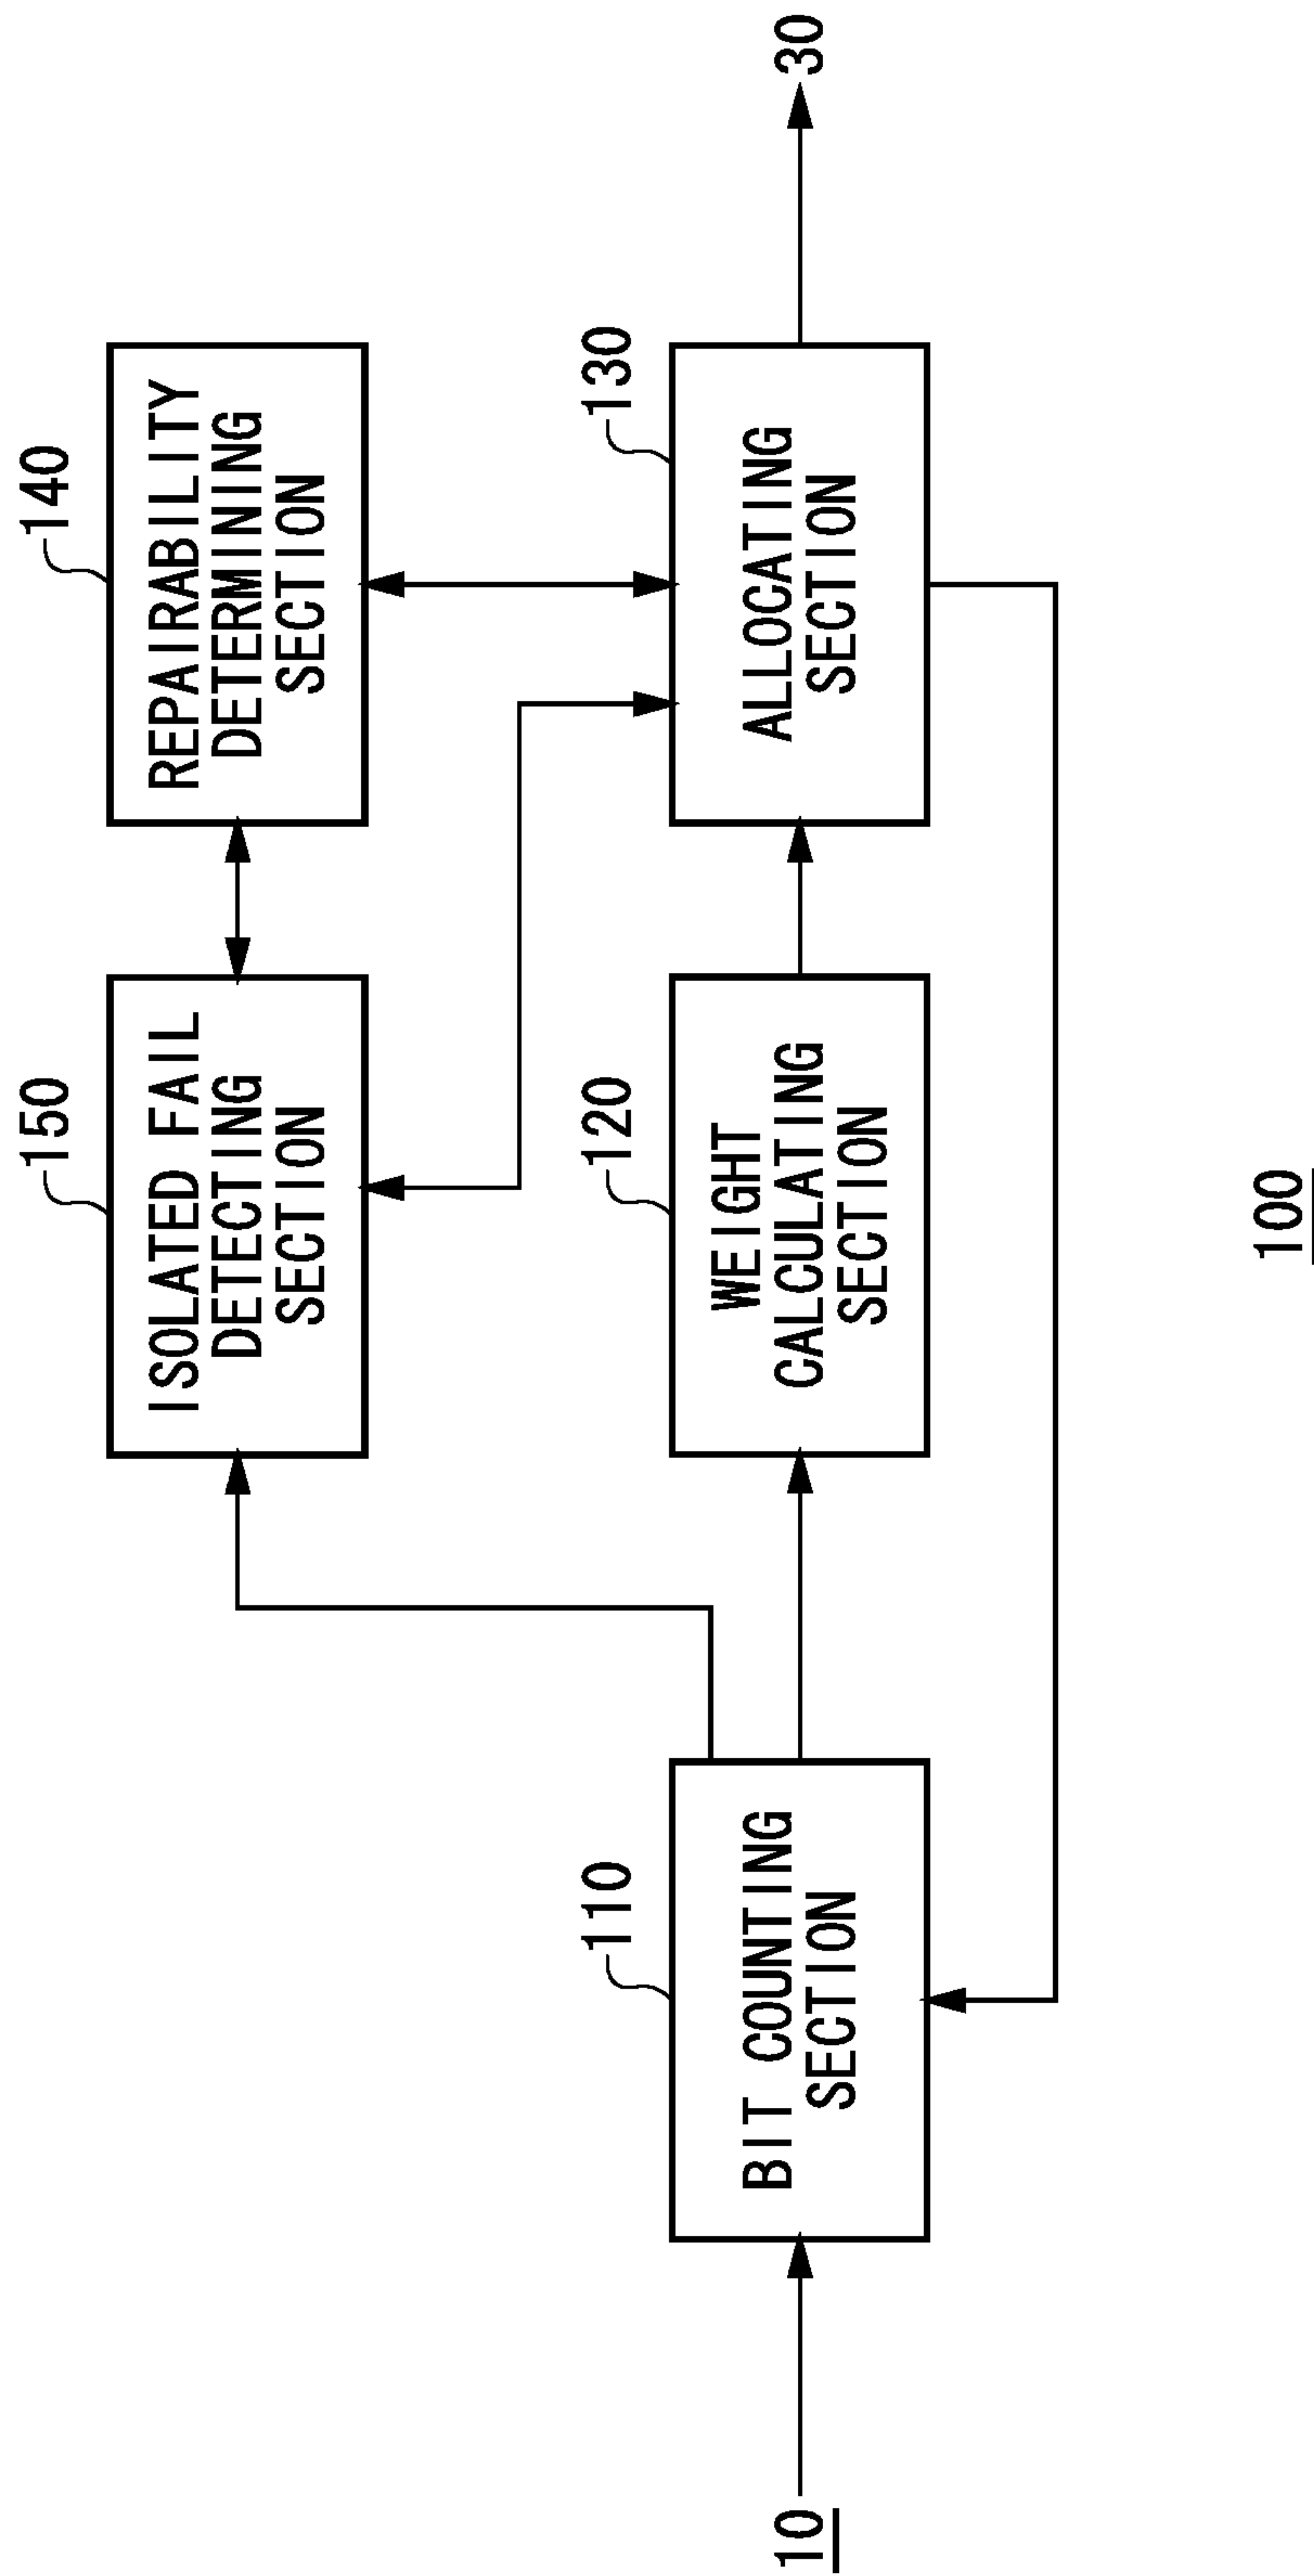 150
ISOLATED FAIL
DETECTING
SECTION
140
REPAIRABILITY
DETERMINING
SECTION
10
110
BIT COUNTING
SECTION
120
WEIGHT
CALCULATING
SECTION
130
ALLOCATING
SECTION
30
100